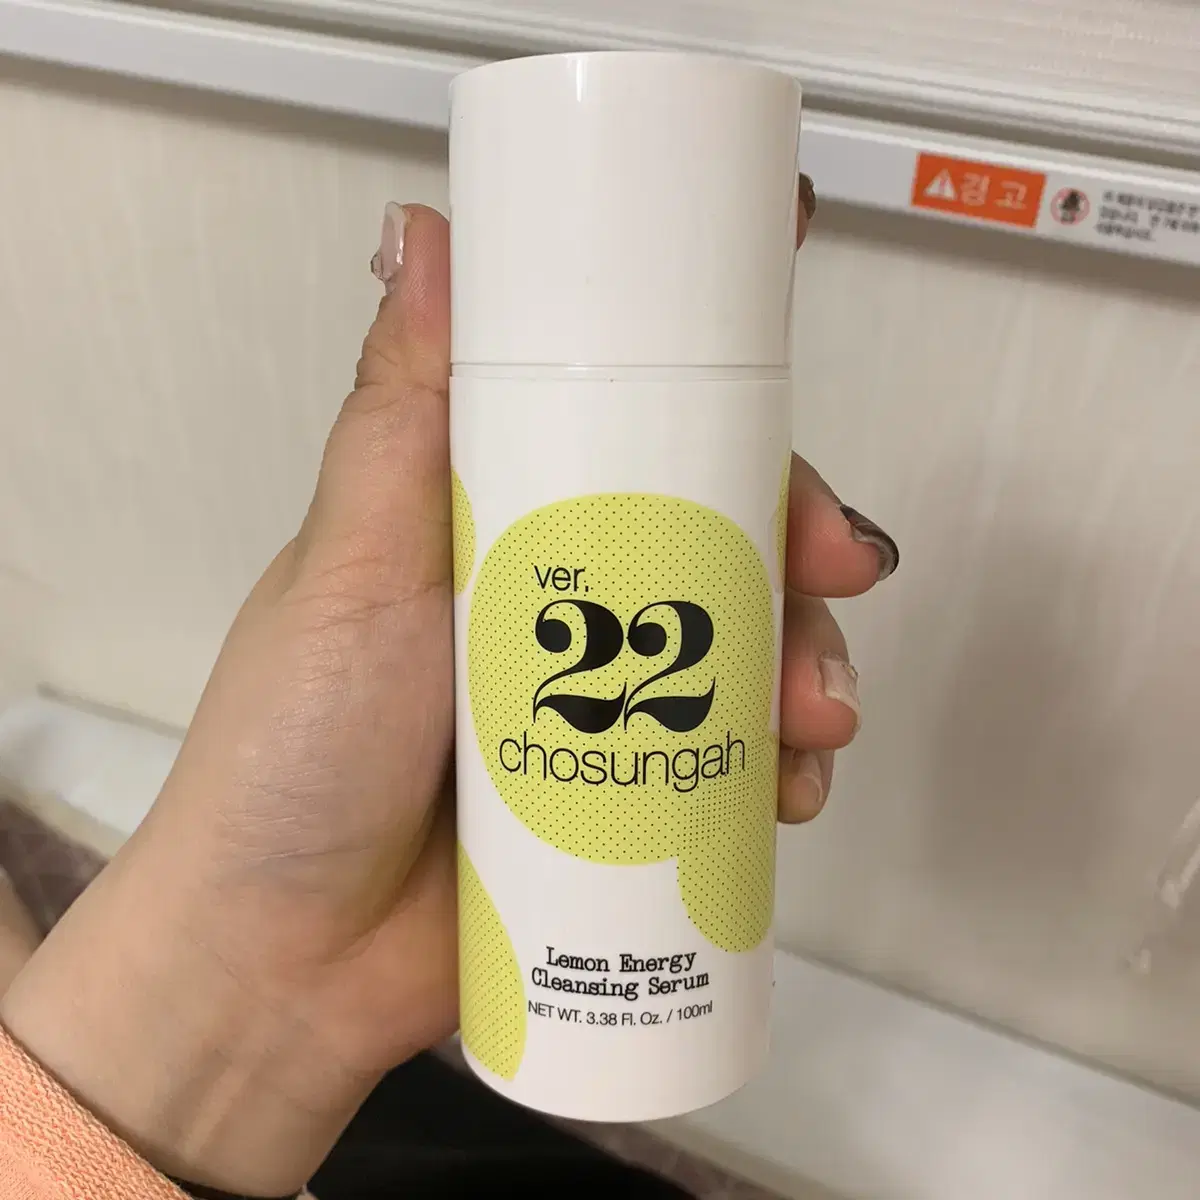 경고
ver.
22
chosungah
Lemon Energy
Cleansing Serum
NET WT. 3.38 Fl. Oz. / 100ml